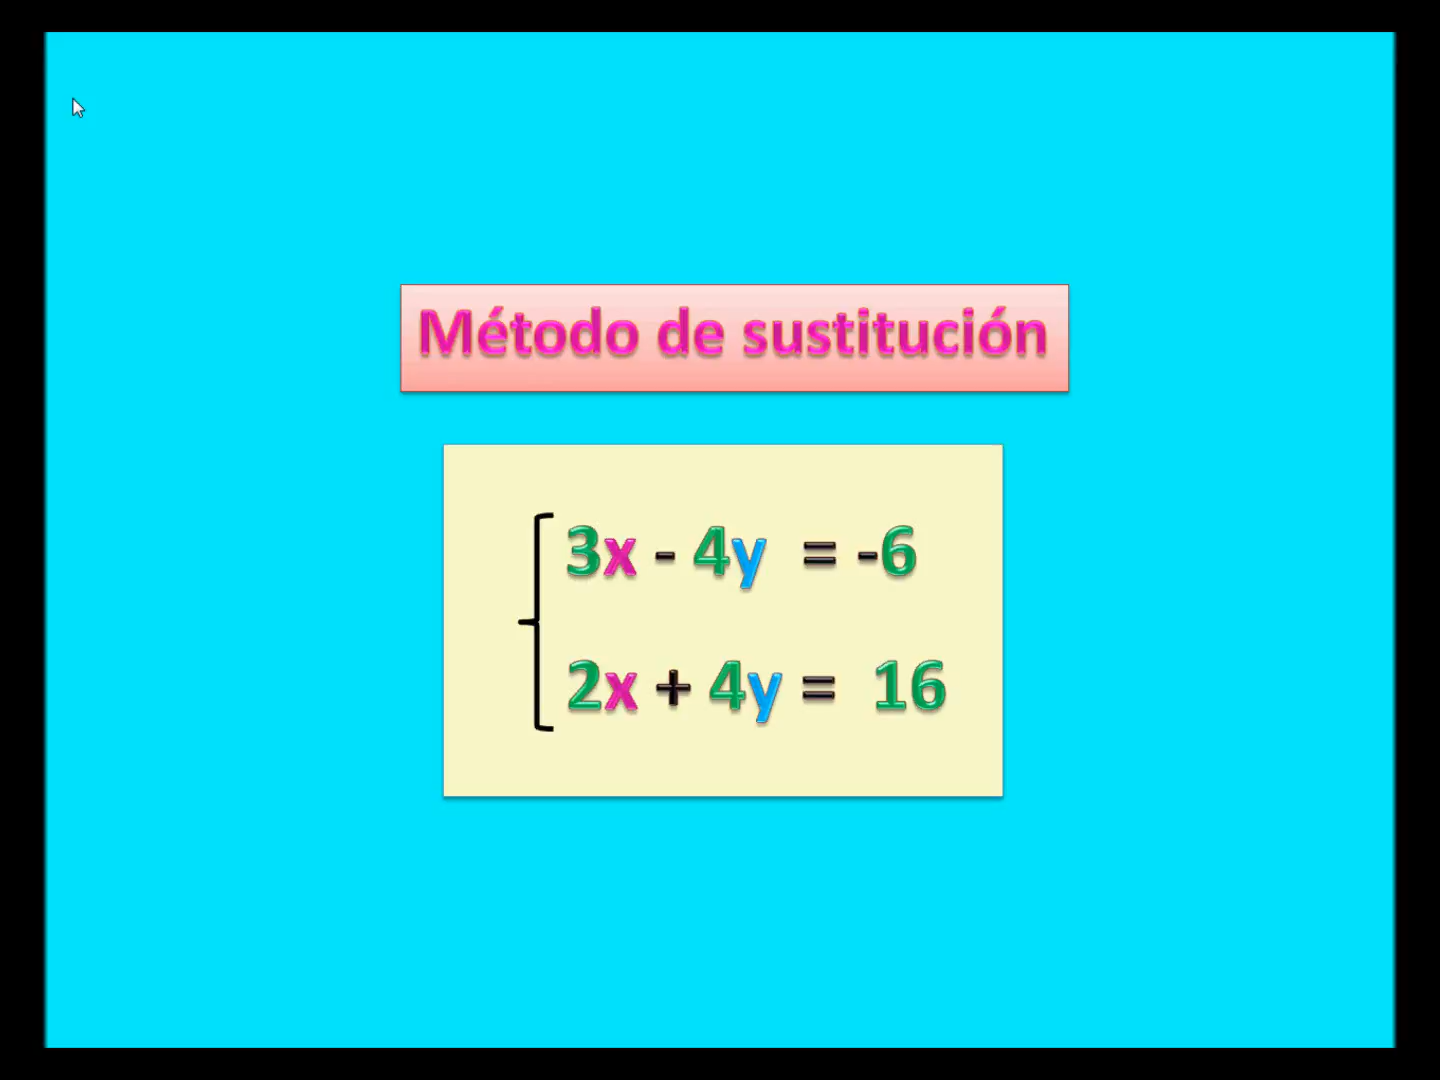 Método de sustitución
3x - 4y = -6
2x + 4y = 16